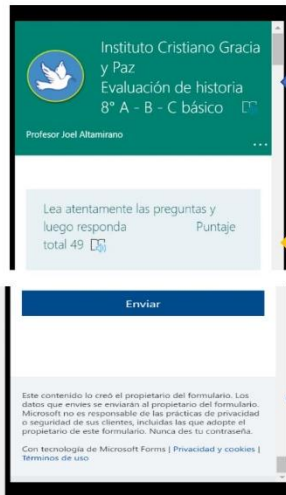 Instituto Cristiano Gracia
y Paz
Evaluación de historia
8° A - B - C básico
Profesor Joel Altamirano
Lea atentamente las preguntas y
luego responda Puntaje
total 49
Enviar
Este contenido lo creó el propietario del formulario. Los
datos que envíes se enviarán al propietario del formulario.
Microsoft no es responsable de las prácticas de privacidad
o seguridad de sus clientes, incluidas las que adopte el
propietario de este formulario. Nunca des tu contraseña.
Con tecnología de Microsoft Forms | Privacidad y cookies |
Términos de uso